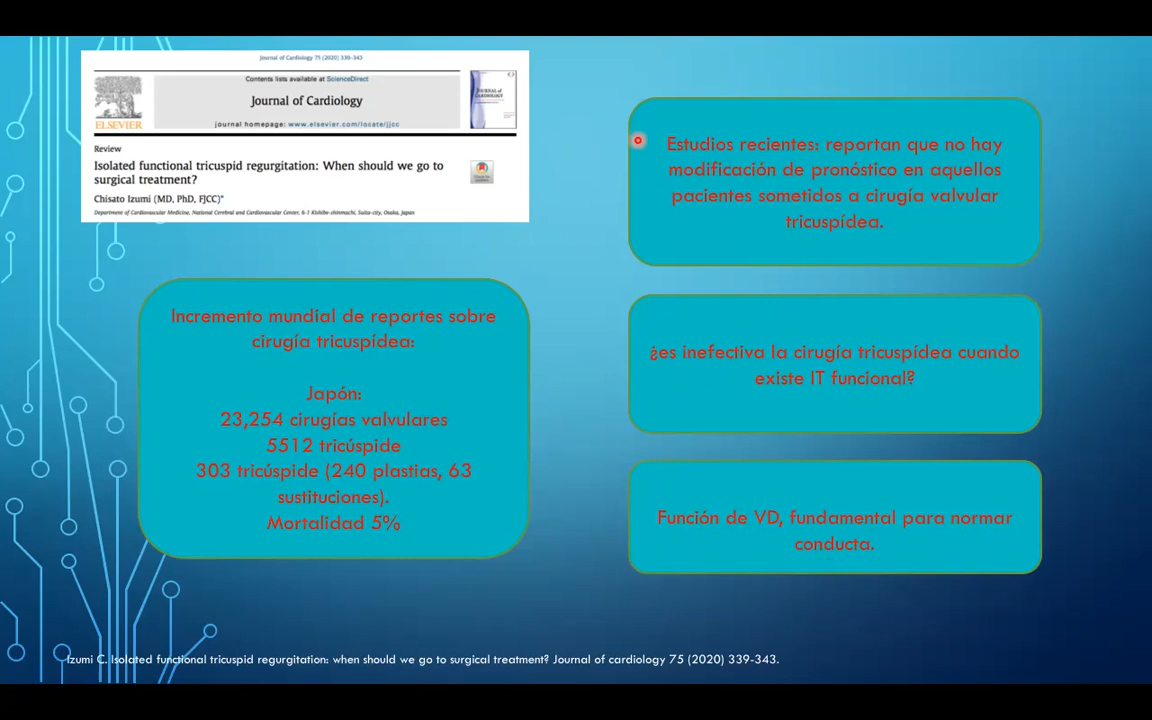 Journal of Cardiology 75 (2020) 339-343
Contents lists available at ScienceDirect
Journal of Cardiology
journal homepage: www.elsevier.com/locate/jjcc
ELSEVIER
JOURNAL of CARDIOLOGY
Review
Isolated functional tricuspid regurgitation: When should we go to
surgical treatment?
Chisato Izumi (MD, PhD, FJCC)*
Department of Cardiovascular Medicine, National Cerebral and Cardiovascular Center, 6-1 Kishibe-shimmachi, Suita-city, Osaka, Japan
Incremento mundial de reportes sobre
cirugía tricuspídea:
Japón:
23,254 cirugías valvulares
5512 tricúspide
303 tricúspide (240 plastias, 63
sustituciones).
Mortalidad 5%
Estudios recientes: reportan que no hay
modificación de pronóstico en aquellos
pacientes sometidos a cirugía valvular
tricuspídea.
¿es inefectiva la cirugía tricuspídea cuando
existe IT funcional?
Función de VD, fundamental para normar
conducta.
Izumi C. Isolated functional tricuspid regurgitation: when should we go to surgical treatment? Journal of cardiology 75 (2020) 339-343.